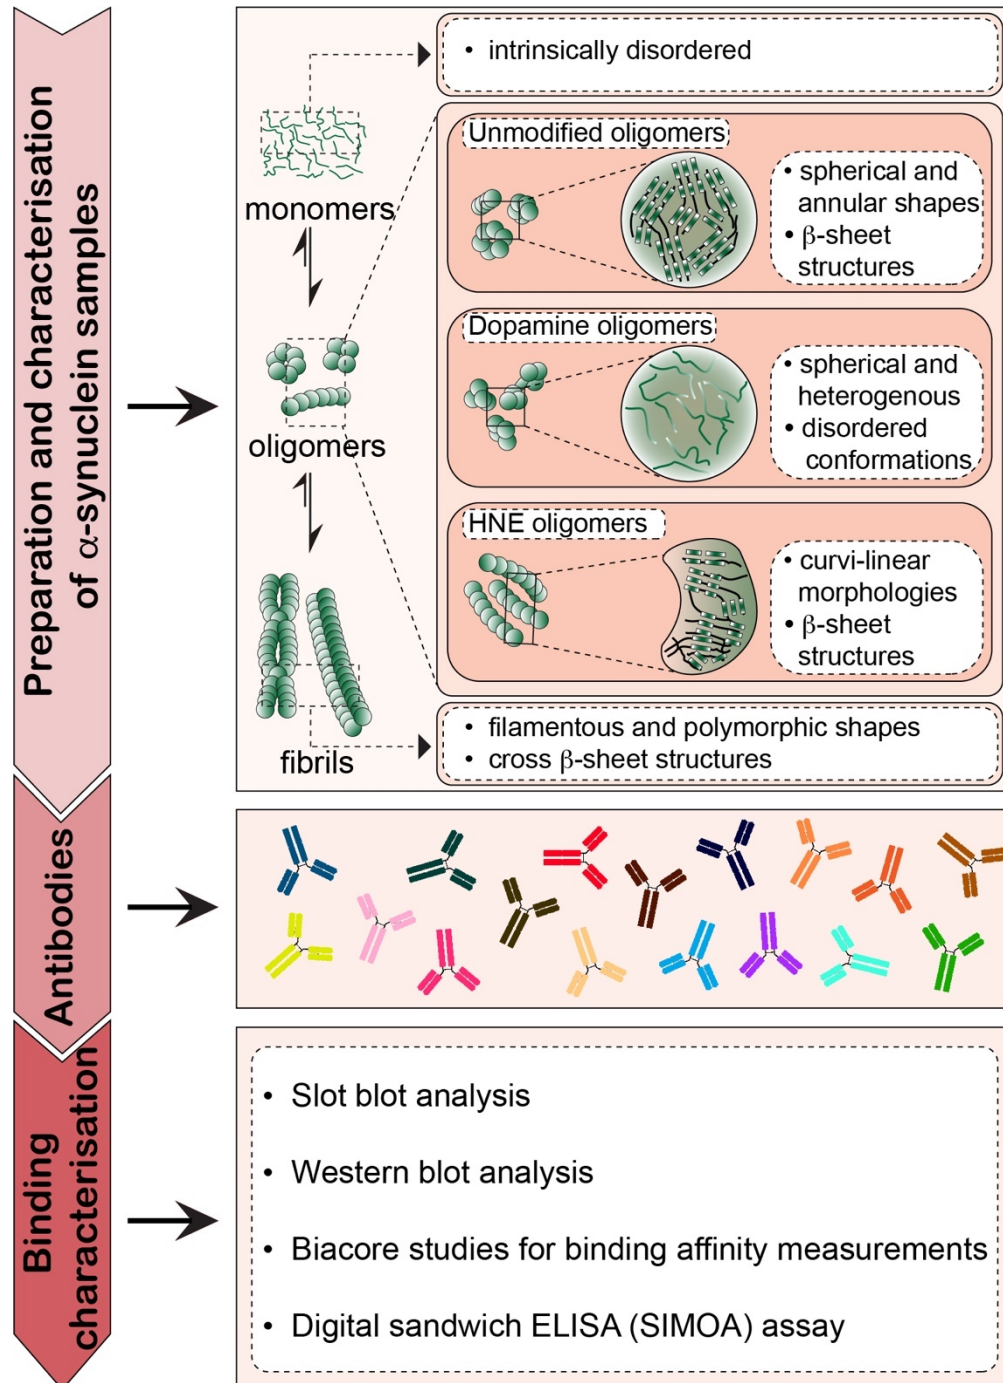 Preparation and characterisation
of α-synuclein samples
monomers
oligomers
fibrils
• intrinsically disordered
Unmodified oligomers
• spherical and
annular shapes
• β-sheet
structures
Dopamine oligomers
• spherical and
heterogenous
• disordered
conformations
HNE oligomers
• curvi-linear
morphologies
• β-sheet
structures
• filamentous and polymorphic shapes
• cross β-sheet structures
Antibodies
Binding
characterisation
• Slot blot analysis
• Western blot analysis
• Biacore studies for binding affinity measurements
• Digital sandwich ELISA (SIMOA) assay